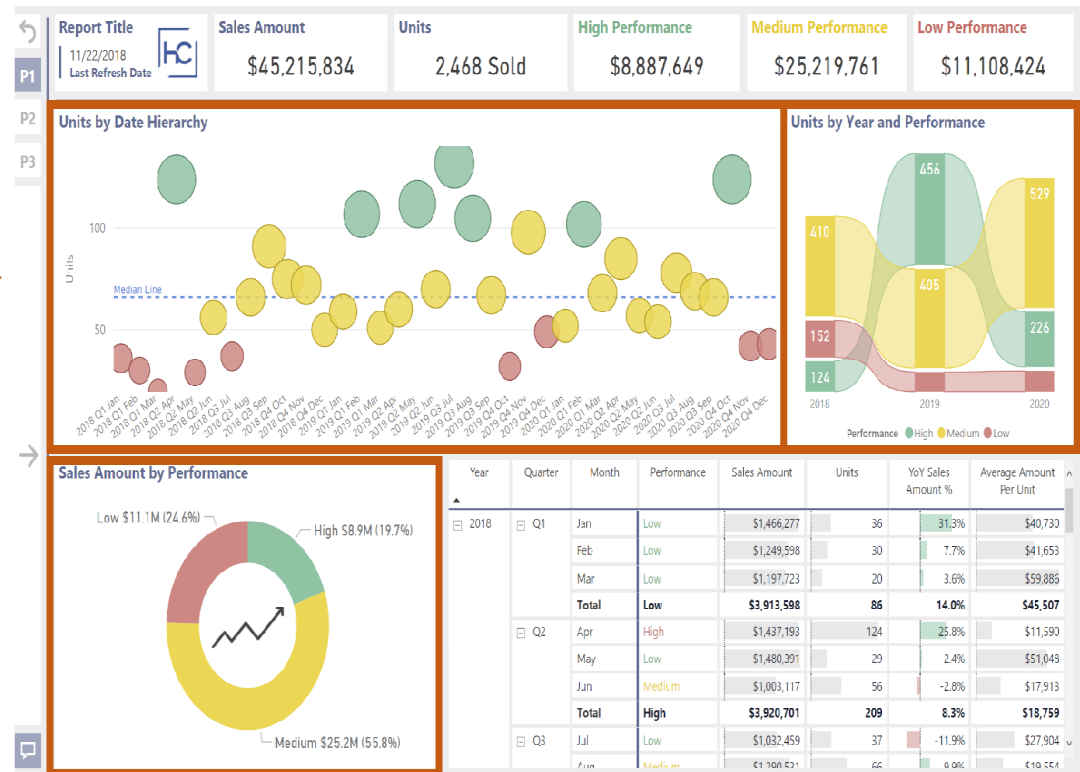 Report Title
11/22/2018
Last Refresh Date
HC
Sales Amount
$45,215,834
Units
2,468 Sold
High Performance
$8,887,649
Medium Performance
$25,219,761
Low Performance
$11,108,424
P1
P2
P3
Units by Date Hierarchy
Units
100
50
Median Line
2018 Q1 Jan
2018 Q1 Feb
2018 Q1 Mar
2018 Q2 Apr
2018 Q2 May
2018 Q2 Jun
2018 Q3 Jul
2018 Q3 Aug
2018 Q3 Sep
2018 Q4 Oct
2018 Q4 Nov
2018 Q4 Dec
2019 Q1 Jan
2019 Q1 Feb
2019 Q1 Mar
2019 Q2 Apr
2019 Q2 May
2019 Q2 Jun
2019 Q3 Jul
2019 Q3 Aug
2019 Q3 Sep
2019 Q4 Oct
2019 Q4 Nov
2019 Q4 Dec
2020 Q1 Jan
2020 Q1 Feb
2020 Q1 Mar
2020 Q2 Apr
2020 Q2 May
2020 Q2 Jun
2020 Q3 Jul
2020 Q3 Aug
2020 Q3 Sep
2020 Q4 Oct
2020 Q4 Nov
2020 Q4 Dec
Units by Year and Performance
410
152
124
456
405
529
226
2018 2019 2020
Performance High Medium Low
Sales Amount by Performance
Low $11.1M (24.6%)
High $8.9M (19.7%)
Medium $25.2M (55.8%)
Year Quarter Month Performance Sales Amount Units YoY Sales Amount % Average Amount Per Unit
2018 Q1 Jan Low $1,466,277 36 31.3% $40,730
Feb Low $1,249,598 30 7.7% $41,653
Mar Low $1,197,723 20 3.6% $59,886
Total Low $3,913,598 86 14.0% $45,507
Q2 Apr High $1,437,193 124 25.8% $11,590
May Low $1,480,391 29 2.4% $51,048
Jun Medium $1,003,117 56 -2.8% $17,913
Total High $3,920,701 209 8.3% $18,759
Q3 Jul Low $1,032,459 37 -11.9% $27,904
Aug Medium $1,290,531 66 9.9% $19,554